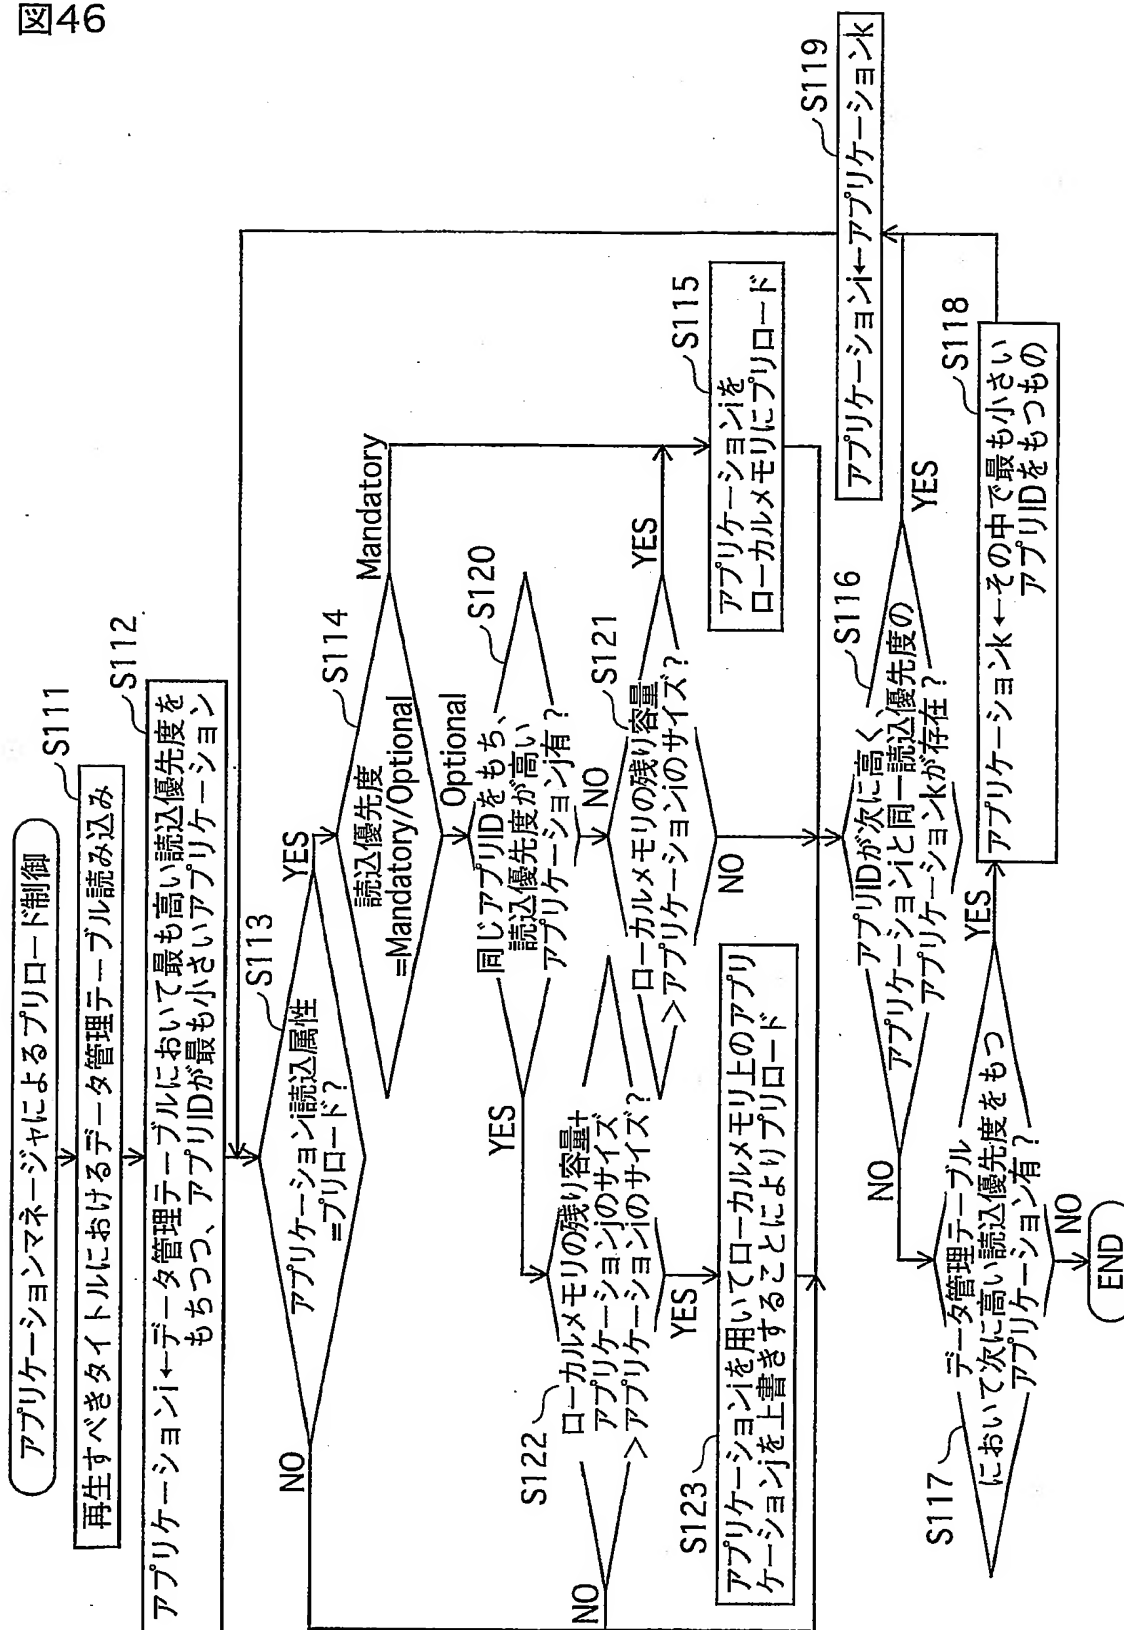 図46
アプリケーションマネージャによるプリロード制御
S111
再生すべきタイトルにおけるデータ管理テーブル読み込み
S112
アプリケーションi←データ管理テーブルにおいて最も高い読込優先度を
もちつつ、アプリIDが最も小さいアプリケーション
S113
アプリケーションi読込属性
=プリロード?
YES
NO
S114
読込優先度
=Mandatory/Optional
Mandatory
Optional
S120
同じアプリIDをもち、
読込優先度が高い
アプリケーションj有?
YES
NO
S121
ローカルメモリの残り容量
>アプリケーションiのサイズ?
YES
NO
S122
ローカルメモリの残り容量+
アプリケーションjのサイズ
>アプリケーションiのサイズ?
YES
NO
S115
アプリケーションiを
ローカルメモリにプリロード
S123
アプリケーションiを用いてローカルメモリ上のアプリ
ケーションjを上書きすることによりプリロード
S116
アプリIDが次に高く、
アプリケーションiと同一読込優先度の
アプリケーションkが存在?
YES
NO
S119
アプリケーションi←アプリケーションk
S117
データ管理テーブル
において次に高い読込優先度をもつ
アプリケーション有?
YES
NO
S118
アプリケーションk←その中で最も小さい
アプリIDをもつもの
END